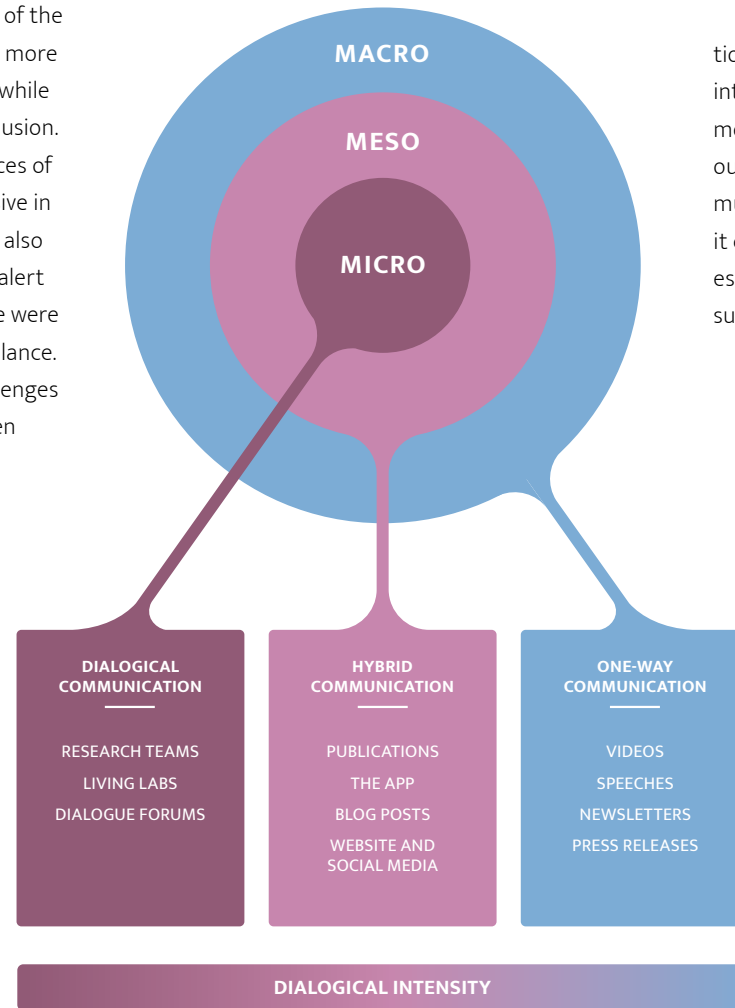 of the
more
while
usion.
ces of
ive in
also
alert
e were
lance.
enges
en
MACRO
MESO
MICRO
int
ou
mu
it
es
su
DIALOGICAL
COMMUNICATION
RESEARCH TEAMS
LIVING LABS
DIALOGUE FORUMS
HYBRID
COMMUNICATION
PUBLICATIONS
THE APP
BLOG POSTS
WEBSITE AND
SOCIAL MEDIA
ONE-WAY
COMMUNICATION
VIDEOS
SPEECHES
NEWSLETTERS
PRESS RELEASES
DIALOGICAL INTENSITY